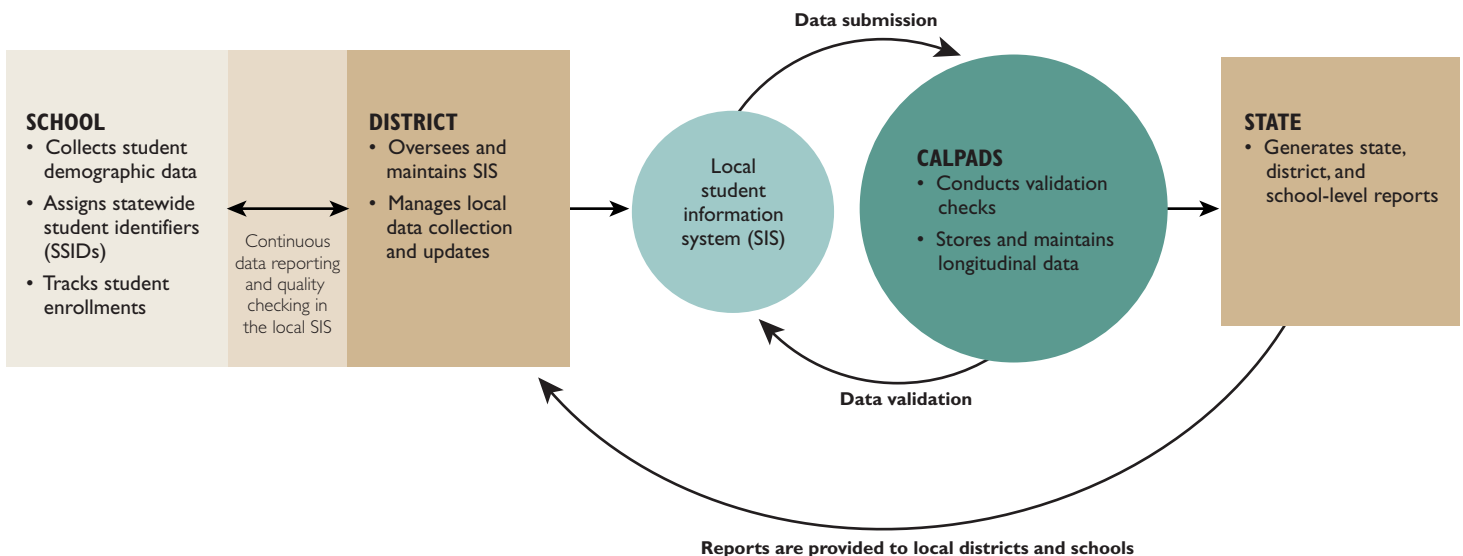 Data submission
SCHOOL
• Collects student
demographic data
• Assigns statewide
student identifiers
(SSIDs)
• Tracks student
enrollments
Continuous
data reporting
and quality
checking in
the local SIS
DISTRICT
• Oversees and
maintains SIS
• Manages local
data collection
and updates
Local
student
information
system (SIS)
CALPADS
• Conducts validation
checks
• Stores and maintains
longitudinal data
STATE
• Generates state,
district, and
school-level reports
Data validation
Reports are provided to local districts and schools